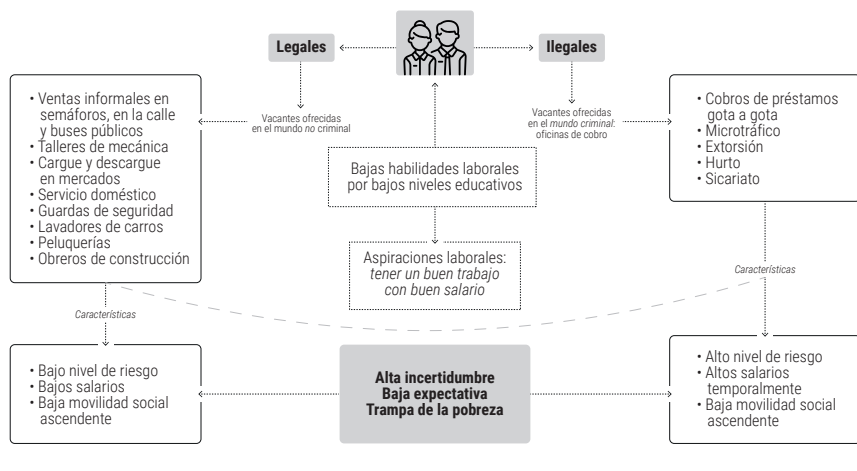 Legales
Ilegales
• Ventas informales en
semáforos, en la calle
y buses públicos
• Talleres de mecánica
• Cargue y descargue
en mercados
• Servicio doméstico
• Guardas de seguridad
• Lavadores de carros
• Peluquerías
• Obreros de construcción
Vacantes ofrecidas
en el mundo no criminal
Vacantes ofrecidas
en el mundo criminal:
oficinas de cobro
• Cobros de préstamos
gota a gota
• Microtráfico
• Extorsión
• Hurto
• Sicariato
Bajas habilidades laborales
por bajos niveles educativos
Aspiraciones laborales:
tener un buen trabajo
con buen salario
Características
Características
• Bajo nivel de riesgo
• Bajos salarios
• Baja movilidad social
ascendente
Alta incertidumbre
Baja expectativa
Trampa de la pobreza
• Alto nivel de riesgo
• Altos salarios
temporalmente
• Baja movilidad social
ascendente